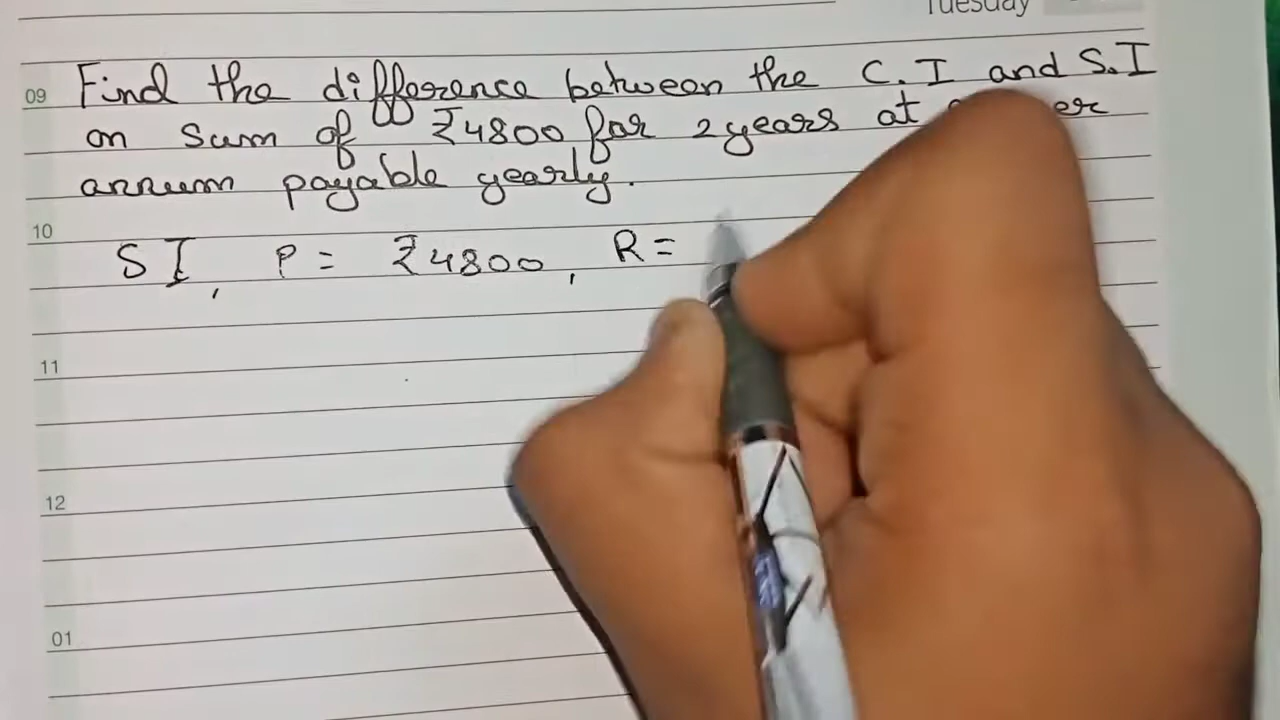 Tuesday
09 Find the difference between the C.I and S.I
on Sum of ₹4800 for 2 years at
annum payable yearly.
10
SI, P = ₹4800, R =
11
12
01